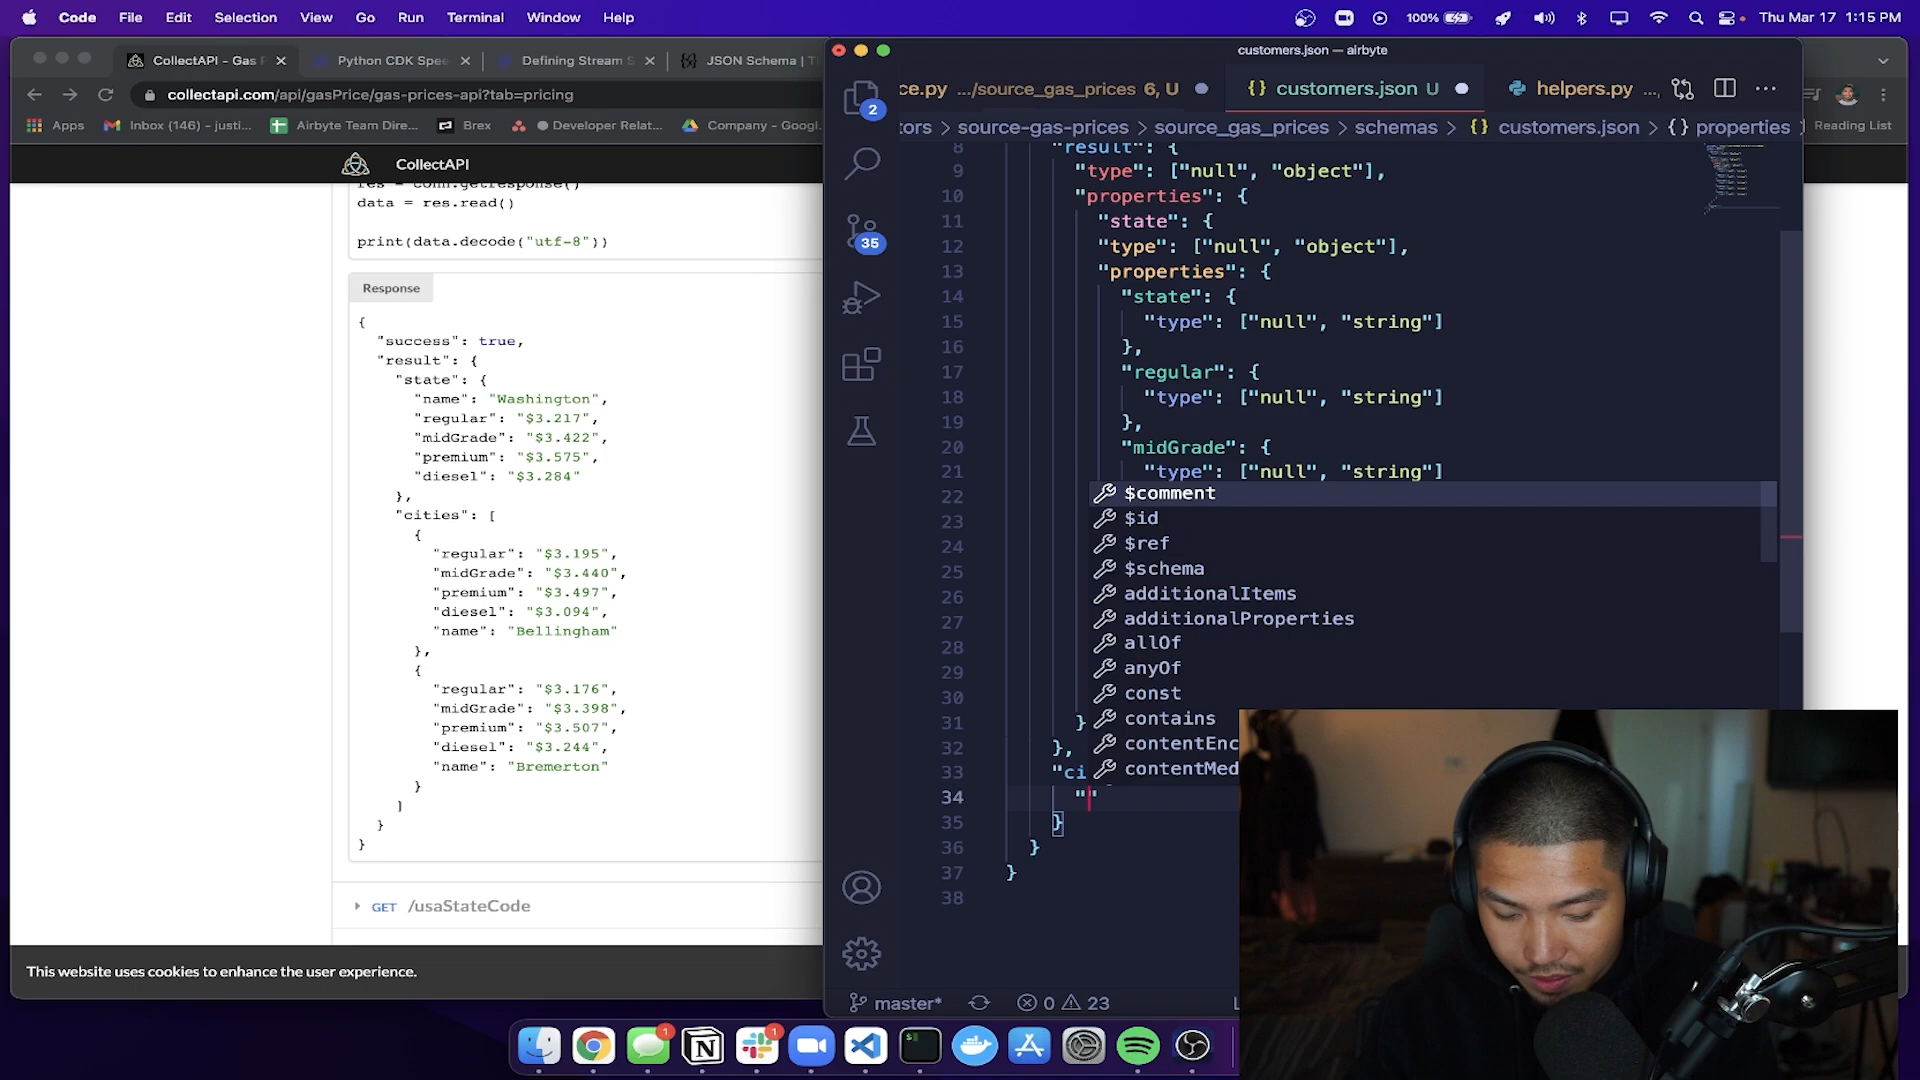 Code File Edit Selection View Go Run Terminal Window Help
100% Thu Mar 17 1:15 PM
CollectAPI - Gas P
Python CDK Spee
Defining Stream S
JSON Schema | T
collectapi.com/api/gasPrice/gas-prices-api?tab=pricing
Apps
Inbox (146) - justi...
Airbyte Team Dire...
Brex
Developer Relat...
Company - Googl...
Reading List
CollectAPI
res = conn.getresponse()
data = res.read()
print(data.decode("utf-8"))
Response
{
"success": true,
"result": {
"state": {
"name": "Washington",
"regular": "$3.217",
"midGrade": "$3.422",
"premium": "$3.575",
"diesel": "$3.284"
},
"cities": [
{
"regular": "$3.195",
"midGrade": "$3.440",
"premium": "$3.497",
"diesel": "$3.094",
"name": "Bellingham"
},
{
"regular": "$3.176",
"midGrade": "$3.398",
"premium": "$3.507",
"diesel": "$3.244",
"name": "Bremerton"
}
]
}
}
GET /usaStateCode
This website uses cookies to enhance the user experience.
customers.json — airbyte
ce.py .../source_gas_prices 6, U
{} customers.json U
helpers.py ...
tors > source-gas-prices > source_gas_prices > schemas > {} customers.json > {} properties >
2
35
8 "result": {
9 "type": ["null", "object"],
10 "properties": {
11 "state": {
12 "type": ["null", "object"],
13 "properties": {
14 "state": {
15 "type": ["null", "string"]
16 },
17 "regular": {
18 "type": ["null", "string"]
19 },
20 "midGrade": {
21 "type": ["null", "string"]
22 $comment
23 $id
24 $ref
25 $schema
26 additionalItems
27 additionalProperties
28 allOf
29 anyOf
30 const
31 } contains
32 }, contentEnc
33 "ci contentMed
34 ""
35 }
36 }
37 }
38
master* 0 23
1
1